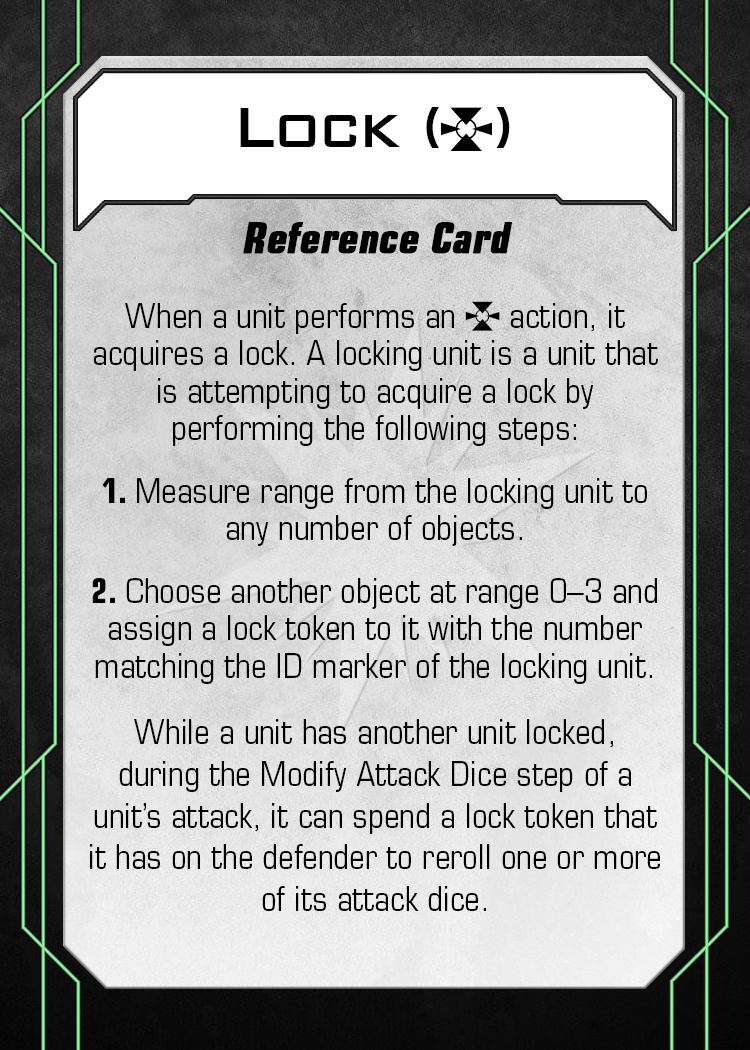 Lock ( )
Reference Card
When a unit performs an action, it
acquires a lock. A locking unit is a unit that
is attempting to acquire a lock by
performing the following steps:
1. Measure range from the locking unit to
any number of objects.
2. Choose another object at range 0–3 and
assign a lock token to it with the number
matching the ID marker of the locking unit.
While a unit has another unit locked,
during the Modify Attack Dice step of a
unit's attack, it can spend a lock token that
it has on the defender to reroll one or more
of its attack dice.